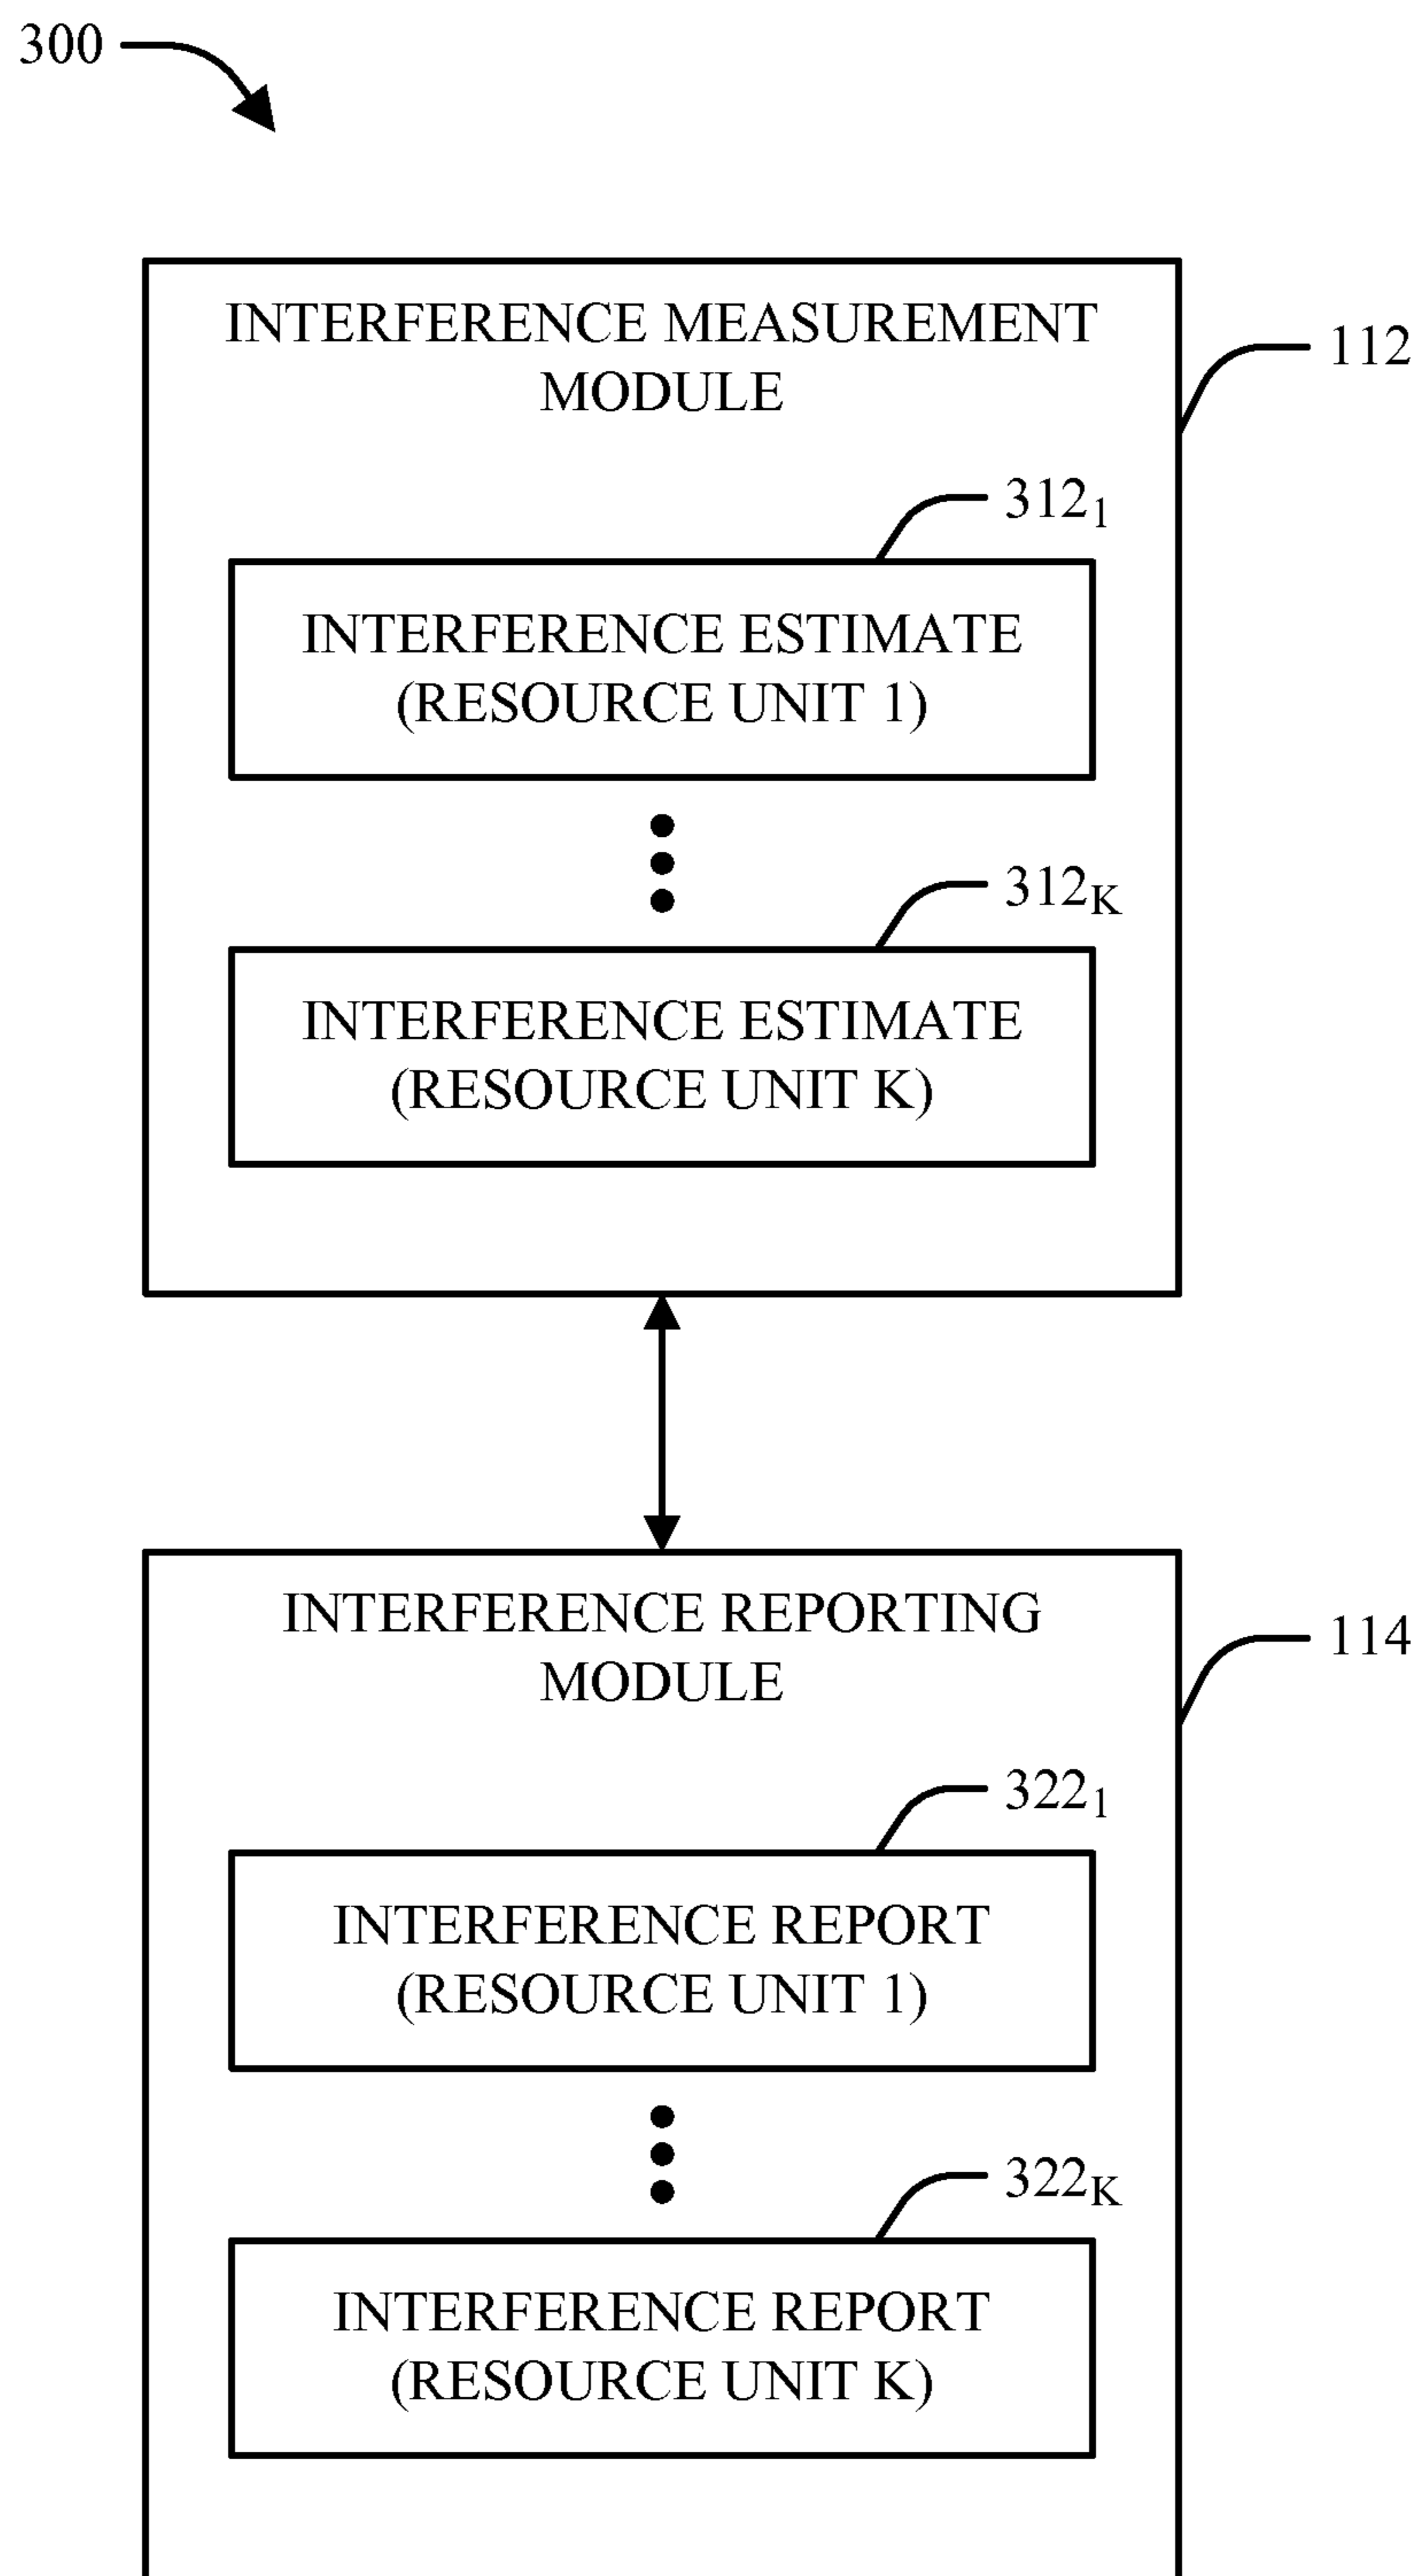 300
INTERFERENCE MEASUREMENT
MODULE
112
312₁
INTERFERENCE ESTIMATE
(RESOURCE UNIT 1)
312K
INTERFERENCE ESTIMATE
(RESOURCE UNIT K)
INTERFERENCE REPORTING
MODULE
114
322₁
INTERFERENCE REPORT
(RESOURCE UNIT 1)
322K
INTERFERENCE REPORT
(RESOURCE UNIT K)